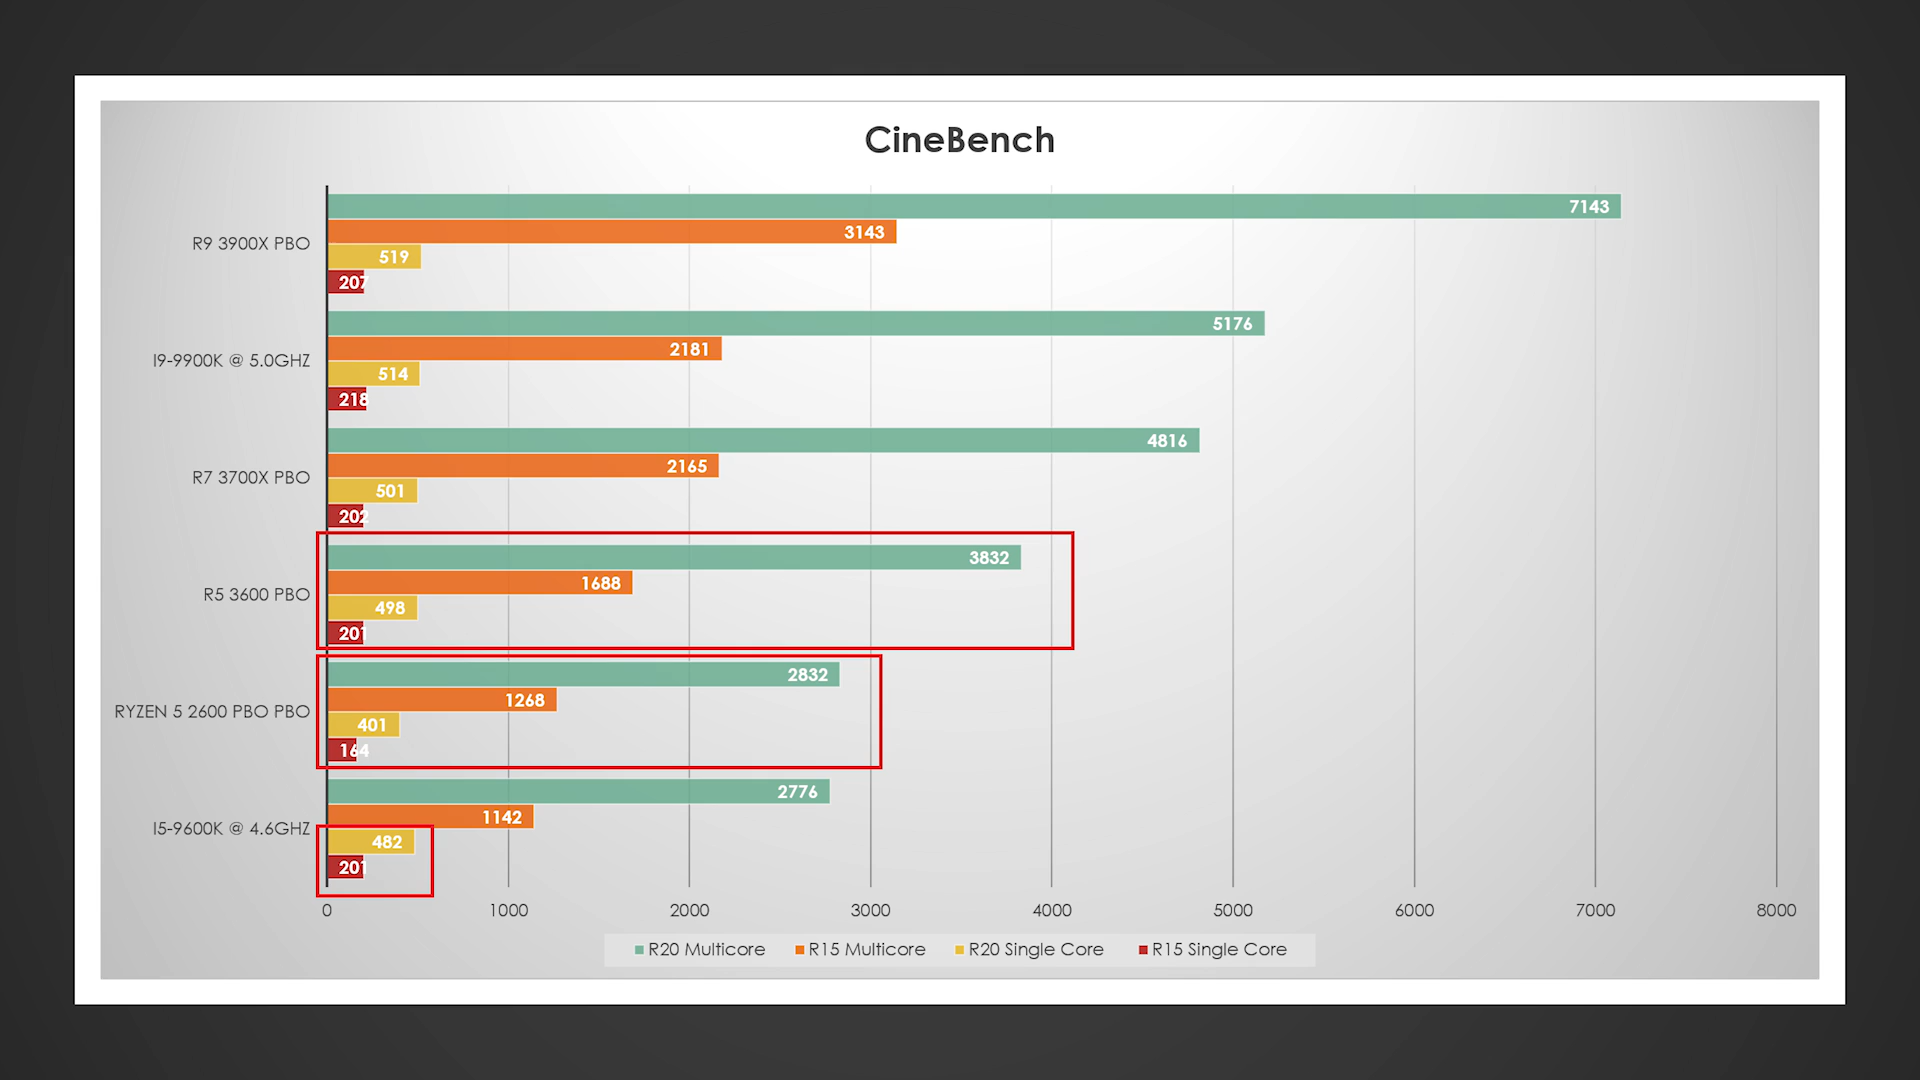 CineBench
R9 3900X PBO
7143
3143
519
207
I9-9900K @ 5.0GHZ
5176
2181
514
218
R7 3700X PBO
4816
2165
501
202
R5 3600 PBO
3832
1688
498
201
RYZEN 5 2600 PBO PBO
2832
1268
401
164
I5-9600K @ 4.6GHZ
2776
1142
482
201
0 1000 2000 3000 4000 5000 6000 7000 8000
R20 Multicore R15 Multicore R20 Single Core R15 Single Core